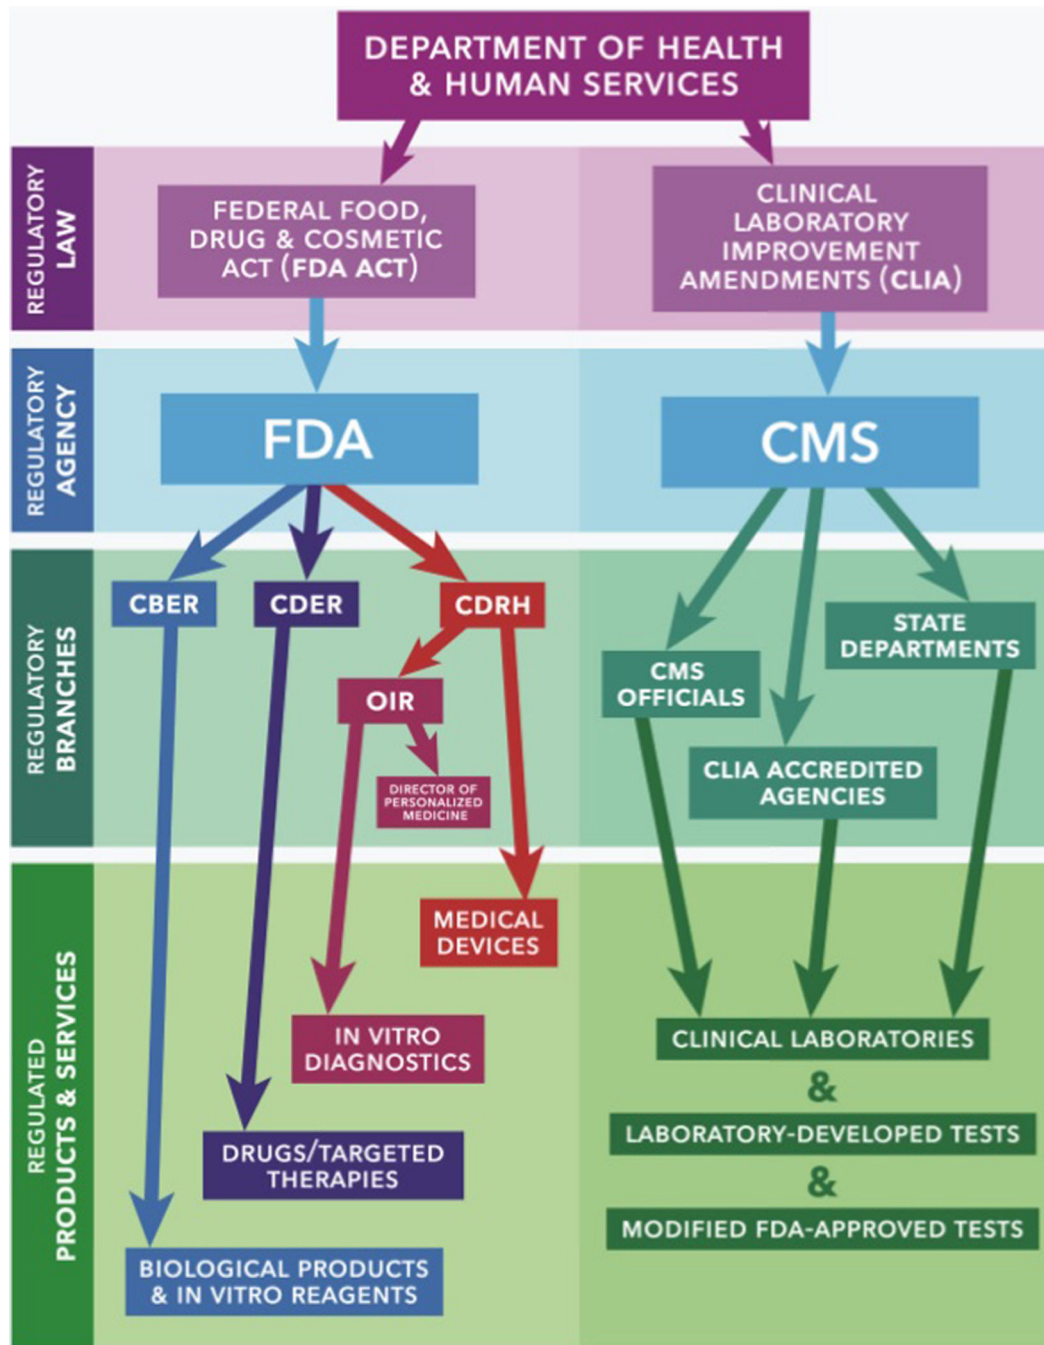 DEPARTMENT OF HEALTH
& HUMAN SERVICES
REGULATORY
LAW
FEDERAL FOOD,
DRUG & COSMETIC
ACT (FDA ACT)
CLINICAL
LABORATORY
IMPROVEMENT
AMENDMENTS (CLIA)
REGULATORY
AGENCY
FDA
CMS
REGULATORY
BRANCHES
CBER
CDER
CDRH
OIR
DIRECTOR OF
PERSONALIZED
MEDICINE
CMS
OFFICIALS
STATE
DEPARTMENTS
CLIA ACCREDITED
AGENCIES
REGULATED
PRODUCTS & SERVICES
MEDICAL
DEVICES
IN VITRO
DIAGNOSTICS
DRUGS/TARGETED
THERAPIES
BIOLOGICAL PRODUCTS
& IN VITRO REAGENTS
CLINICAL LABORATORIES
&
LABORATORY-DEVELOPED TESTS
&
MODIFIED FDA-APPROVED TESTS